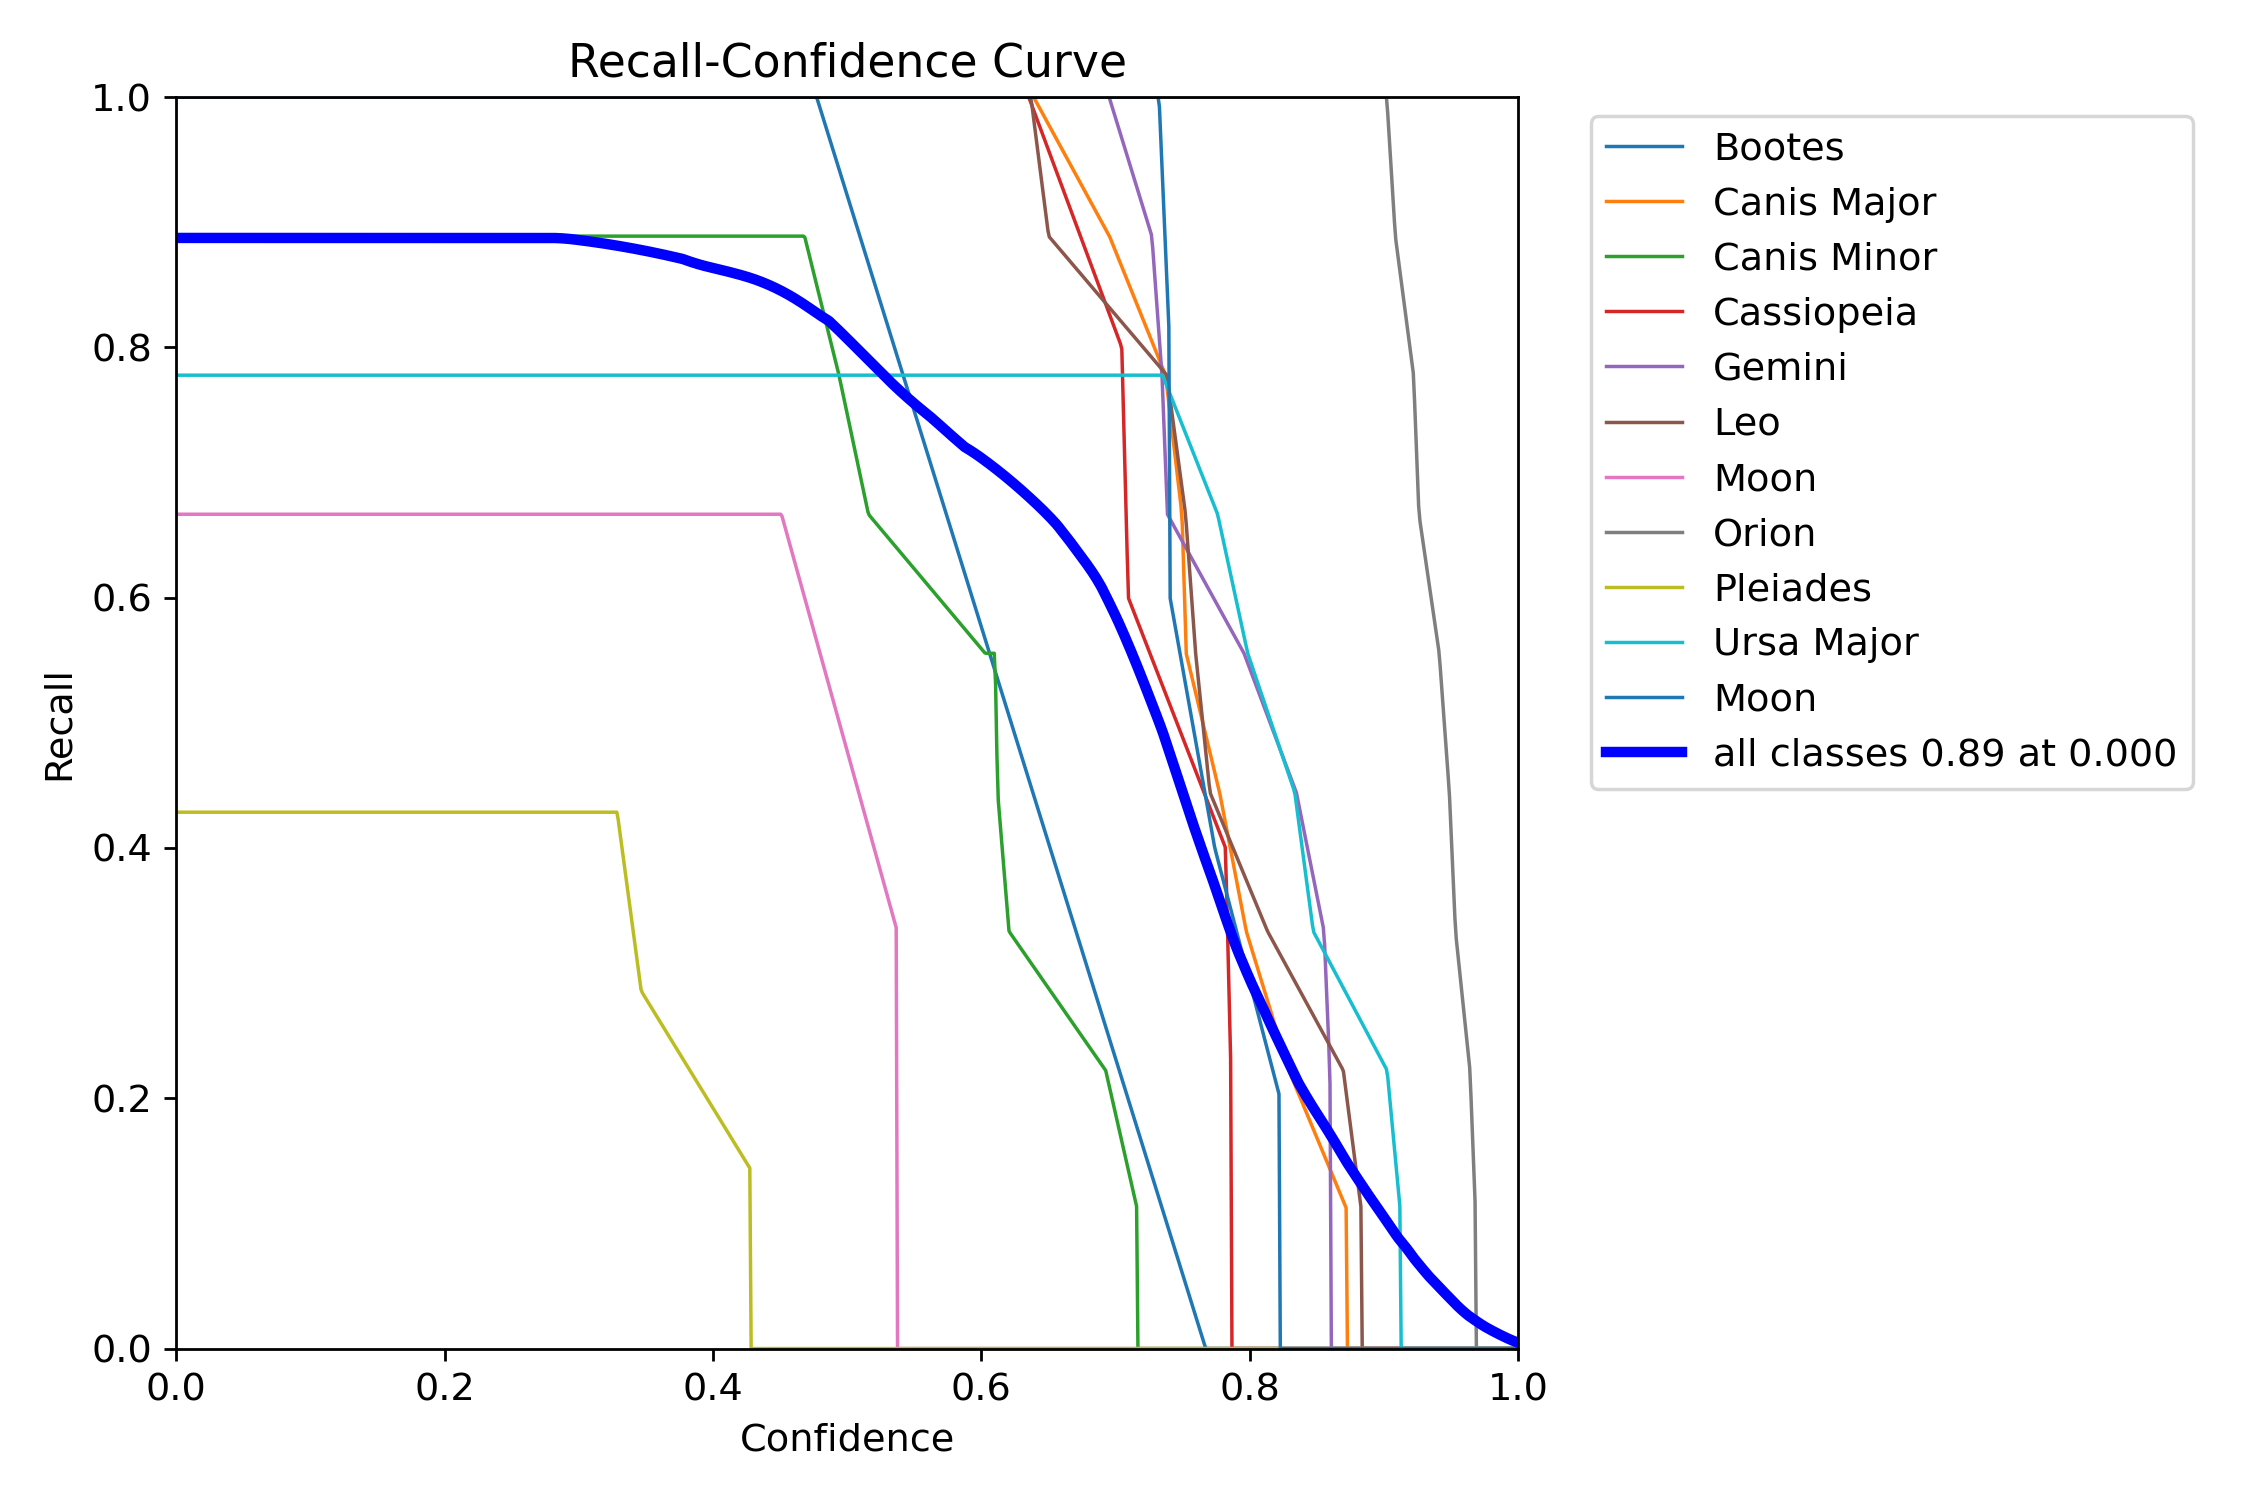 Recall-Confidence Curve
1.0
0.8
0.6
0.4
0.2
0.0
Recall
0.0 0.2 0.4 0.6 0.8 1.0
Confidence
Bootes
Canis Major
Canis Minor
Cassiopeia
Gemini
Leo
Moon
Orion
Pleiades
Ursa Major
Moon
all classes 0.89 at 0.000